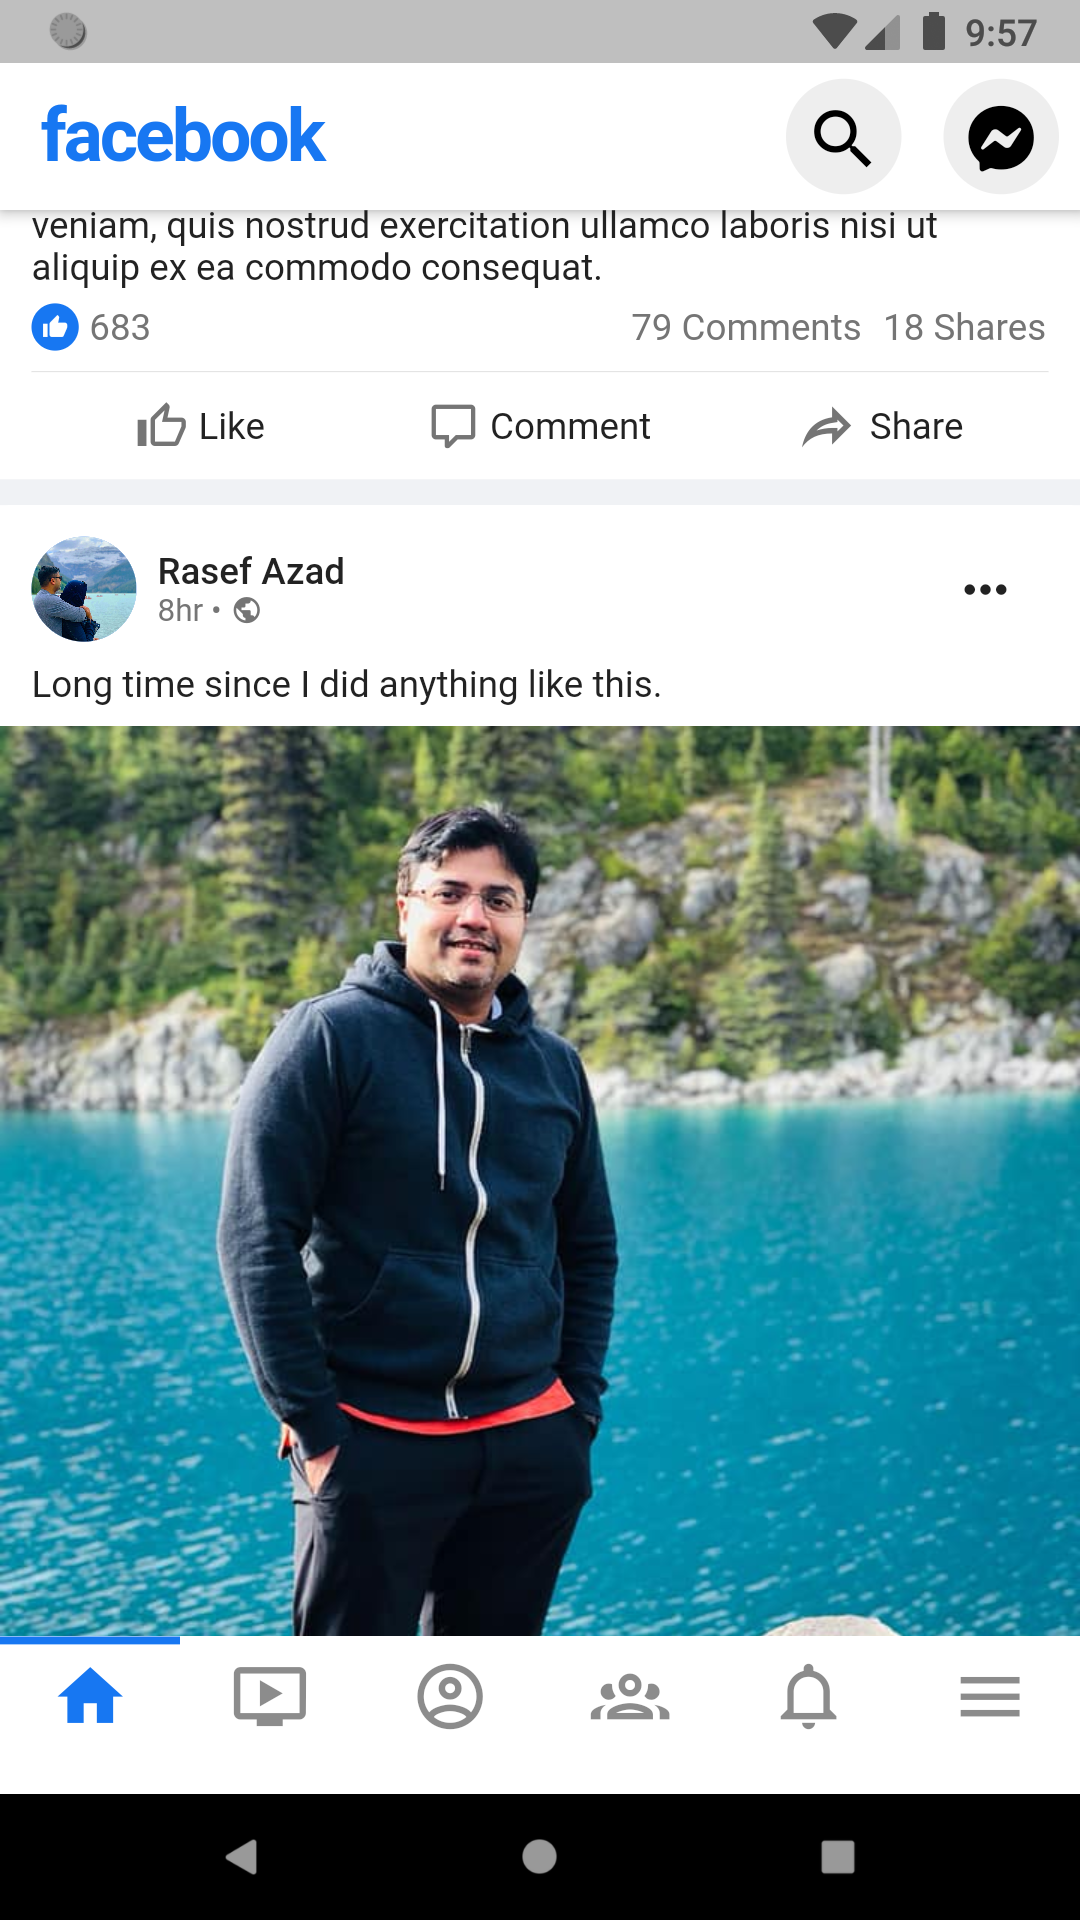 9:57
facebook
veniam, quis nostrud exercitation ullamco laboris nisi ut
aliquip ex ea commodo consequat.
683 79 Comments 18 Shares
Like Comment Share
Rasef Azad
8hr •
Long time since I did anything like this.